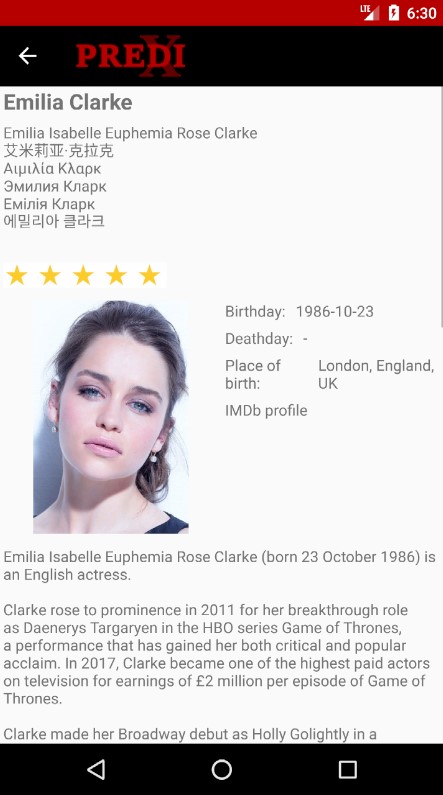 LTE 6:30
PREDIX
Emilia Clarke
Emilia Isabelle Euphemia Rose Clarke
艾米莉亚·克拉克
Αιμιλία Κλαρκ
Эмилия Кларк
Емілія Кларк
에밀리아 클라크
Birthday: 1986-10-23
Deathday: -
Place of birth: London, England,
UK
IMDb profile
Emilia Isabelle Euphemia Rose Clarke (born 23 October 1986) is
an English actress.
Clarke rose to prominence in 2011 for her breakthrough role
as Daenerys Targaryen in the HBO series Game of Thrones,
a performance that has gained her both critical and popular
acclaim. In 2017, Clarke became one of the highest paid actors
on television for earnings of £2 million per episode of Game of
Thrones.
Clarke made her Broadway debut as Holly Golightly in a